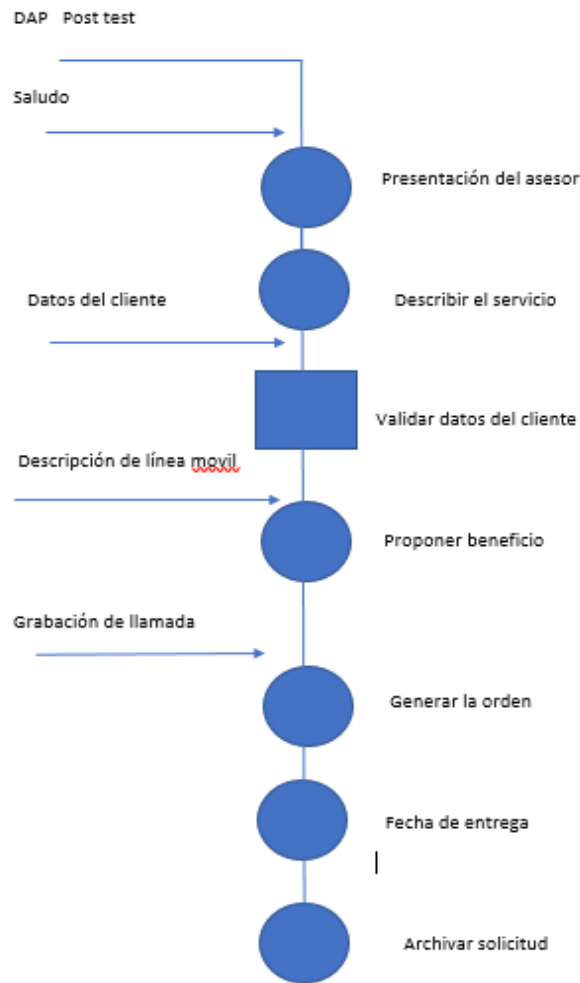 DAP Post test
Saludo
Presentación del asesor
Describir el servicio
Datos del cliente
Validar datos del cliente
Descripción de línea movil
Proponer beneficio
Grabación de llamada
Generar la orden
Fecha de entrega
Archivar solicitud